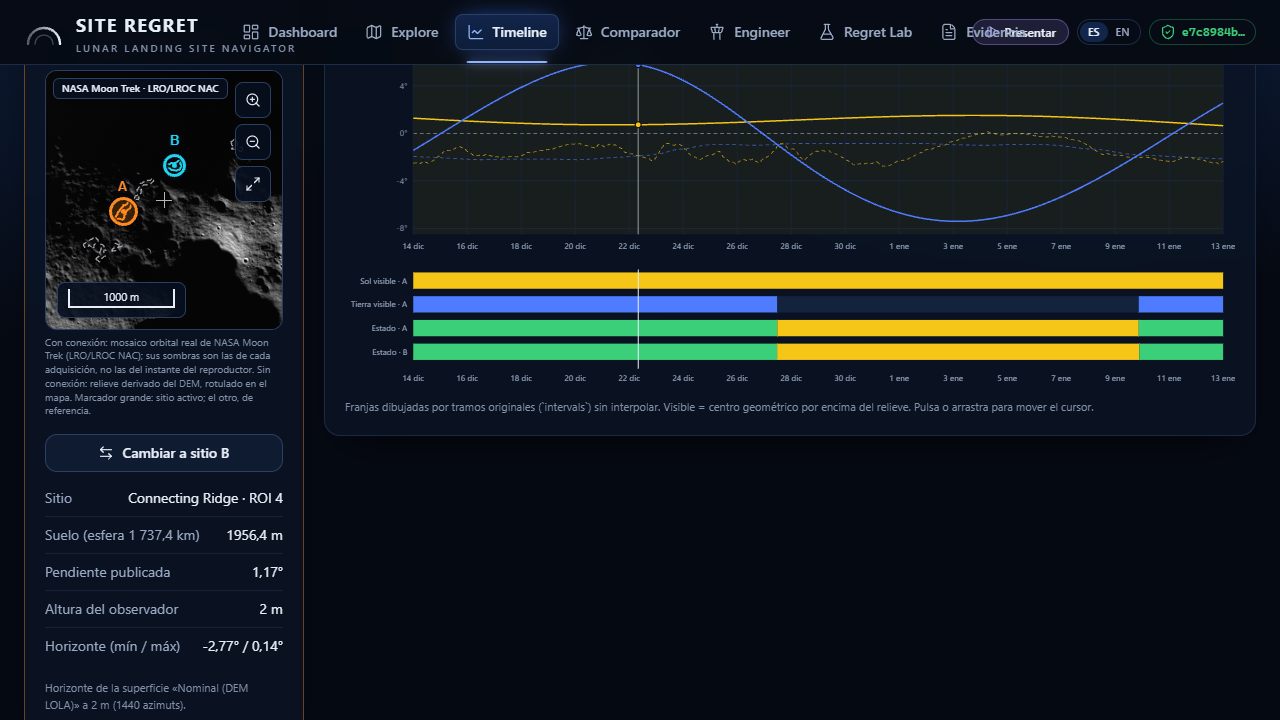 SITE REGRET
LUNAR LANDING SITE NAVIGATOR
Dashboard
Explore
Timeline
Comparador
Engineer
Regret Lab
Evidencia
Presentar
ES
EN
e7c8984b…
NASA Moon Trek · LRO/LROC NAC
B
A
1000 m
Con conexión: mosaico orbital real de NASA Moon
Trek (LRO/LROC NAC); sus sombras son las de cada
adquisición, no las del instante del reproductor. Sin
conexión: relieve derivado del DEM, rotulado en el
mapa. Marcador grande: sitio activo; el otro, de
referencia.
Cambiar a sitio B
Sitio Connecting Ridge · ROI 4
Suelo (esfera 1 737,4 km) 1956,4 m
Pendiente publicada 1,17°
Altura del observador 2 m
Horizonte (mín / máx) -2,77° / 0,14°
Horizonte de la superficie «Nominal (DEM
LOLA)» a 2 m (1440 azimuts).
4°
0°
-4°
-8°
14 dic 16 dic 18 dic 20 dic 22 dic 24 dic 26 dic 28 dic 30 dic 1 ene 3 ene 5 ene 7 ene 9 ene 11 ene 13 ene
Sol visible · A
Tierra visible · A
Estado · A
Estado · B
14 dic 16 dic 18 dic 20 dic 22 dic 24 dic 26 dic 28 dic 30 dic 1 ene 3 ene 5 ene 7 ene 9 ene 11 ene 13 ene
Franjas dibujadas por tramos originales (`intervals`) sin interpolar. Visible = centro geométrico por encima del relieve. Pulsa o arrastra para mover el cursor.